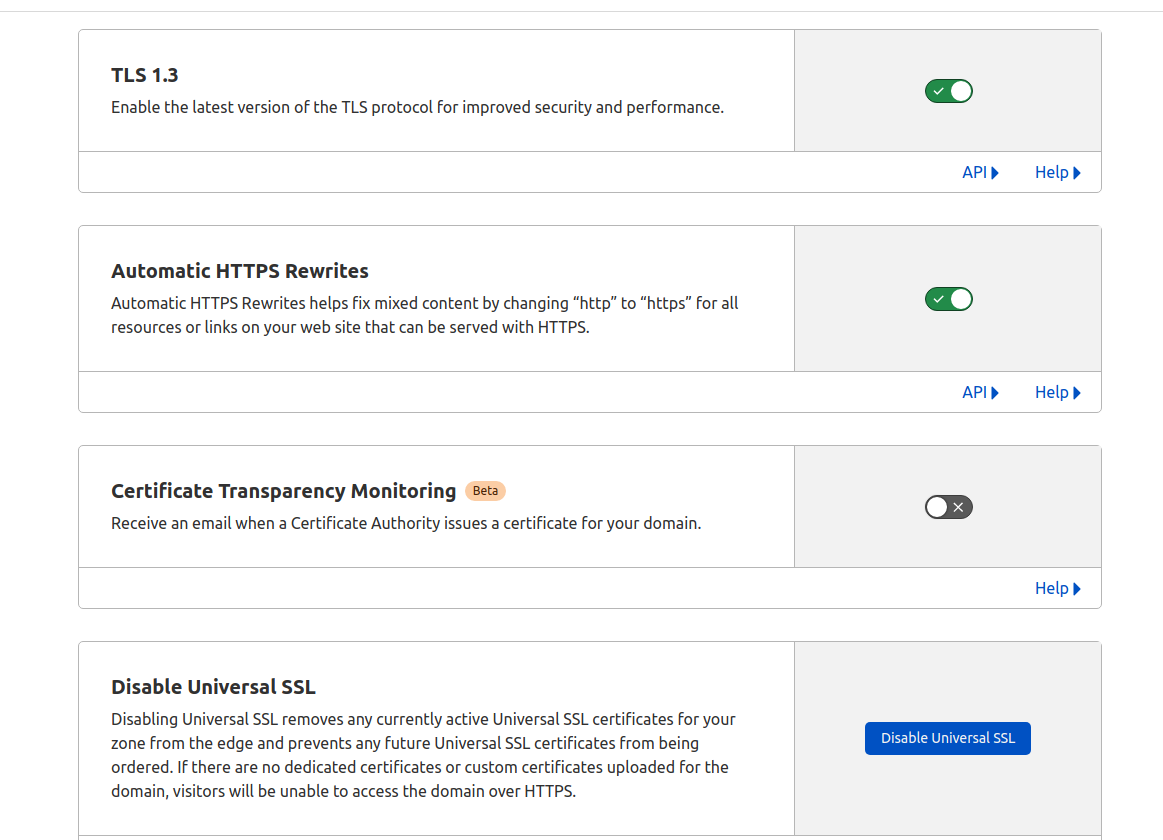 TLS 1.3
Enable the latest version of the TLS protocol for improved security and performance.
API
Help
Automatic HTTPS Rewrites
Automatic HTTPS Rewrites helps fix mixed content by changing “http” to “https” for all
resources or links on your web site that can be served with HTTPS.
API
Help
Certificate Transparency Monitoring Beta
Receive an email when a Certificate Authority issues a certificate for your domain.
Help
Disable Universal SSL
Disabling Universal SSL removes any currently active Universal SSL certificates for your
zone from the edge and prevents any future Universal SSL certificates from being
ordered. If there are no dedicated certificates or custom certificates uploaded for the
domain, visitors will be unable to access the domain over HTTPS.
Disable Universal SSL